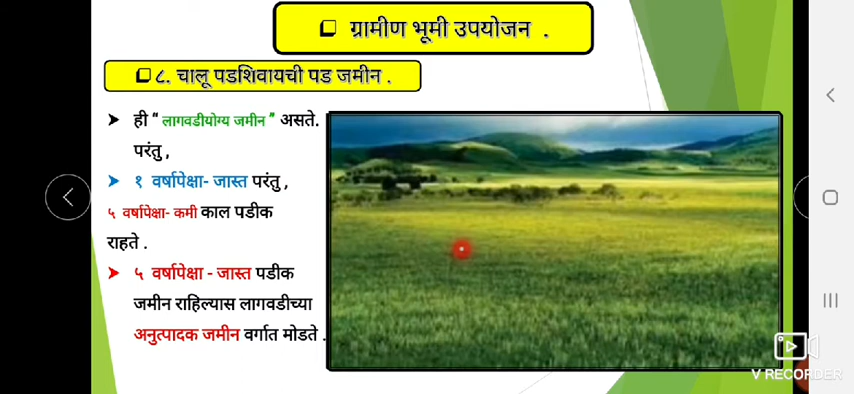 ❑ ग्रामीण भूमी उपयोजन .
❑ ८. चालू पडशिवायची पड जमीन .
➤ ही “ लागवडीयोग्य जमीन ” असते.
परंतु ,
➤ १ वर्षापेक्षा- जास्त परंतु ,
५ वर्षापेक्षा- कमी काल पडीक
राहते .
➤ ५ वर्षापेक्षा - जास्त पडीक
जमीन राहिल्यास लागवडीच्या
अनुत्पादक जमीन वर्गात मोडते .
V RECORDER